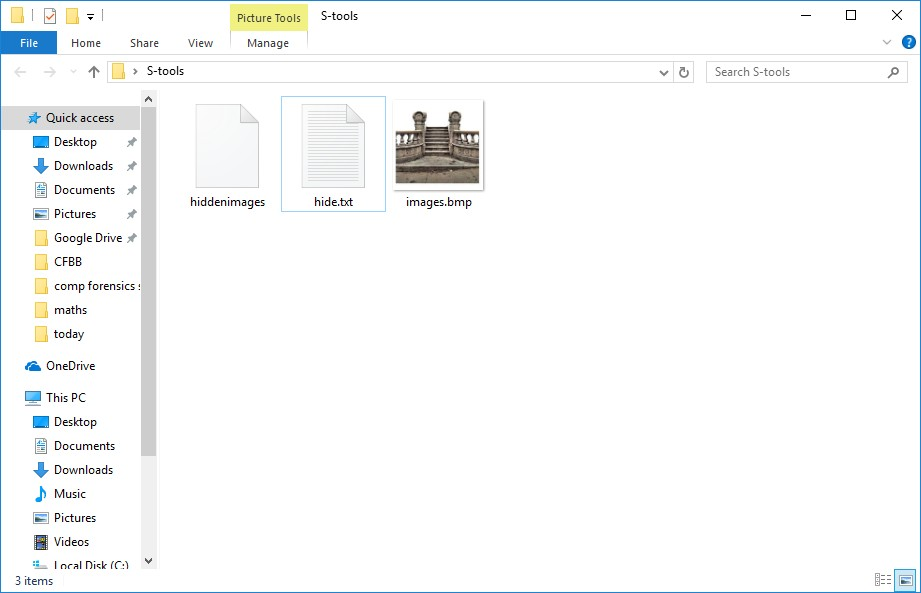 Picture Tools
S-tools
File
Home
Share
View
Manage
S-tools
Search S-tools
Quick access
Desktop
Downloads
Documents
Pictures
Google Drive
CFBB
comp forensics s
maths
today
OneDrive
This PC
Desktop
Documents
Downloads
Music
Pictures
Videos
Local Disk (C:)
hiddenimages
hide.txt
images.bmp
3 items